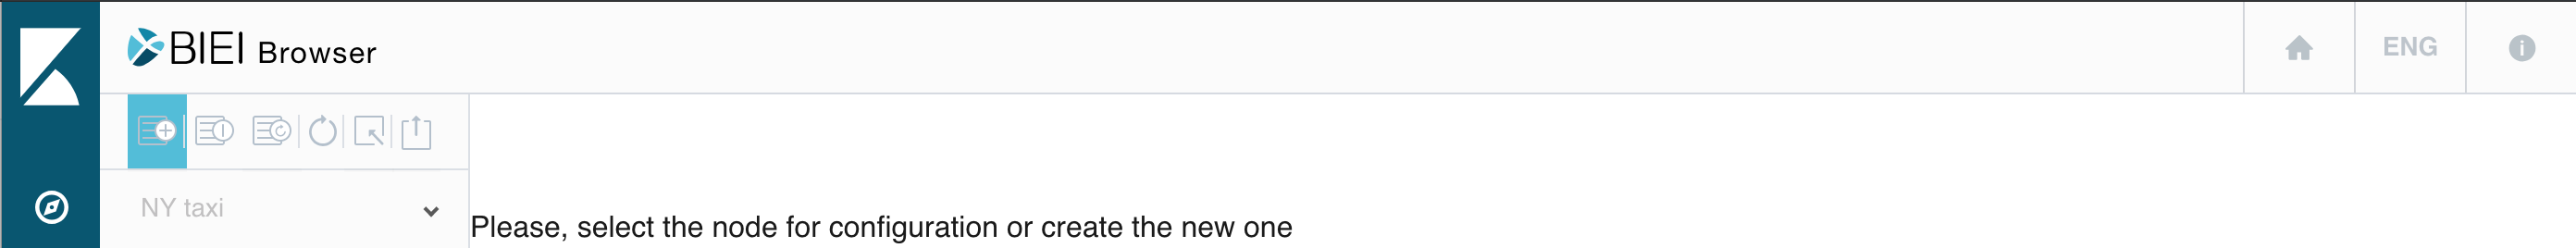 BIEI Browser
ENG
NY taxi
Please, select the node for configuration or create the new one